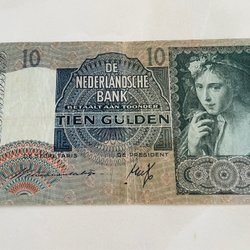 10 DE 10
NEDERLANDSCHE
BANK
BETAALT AAN TOONDER
TIEN GULDEN
DE SECRETARIS DE PRESIDENT